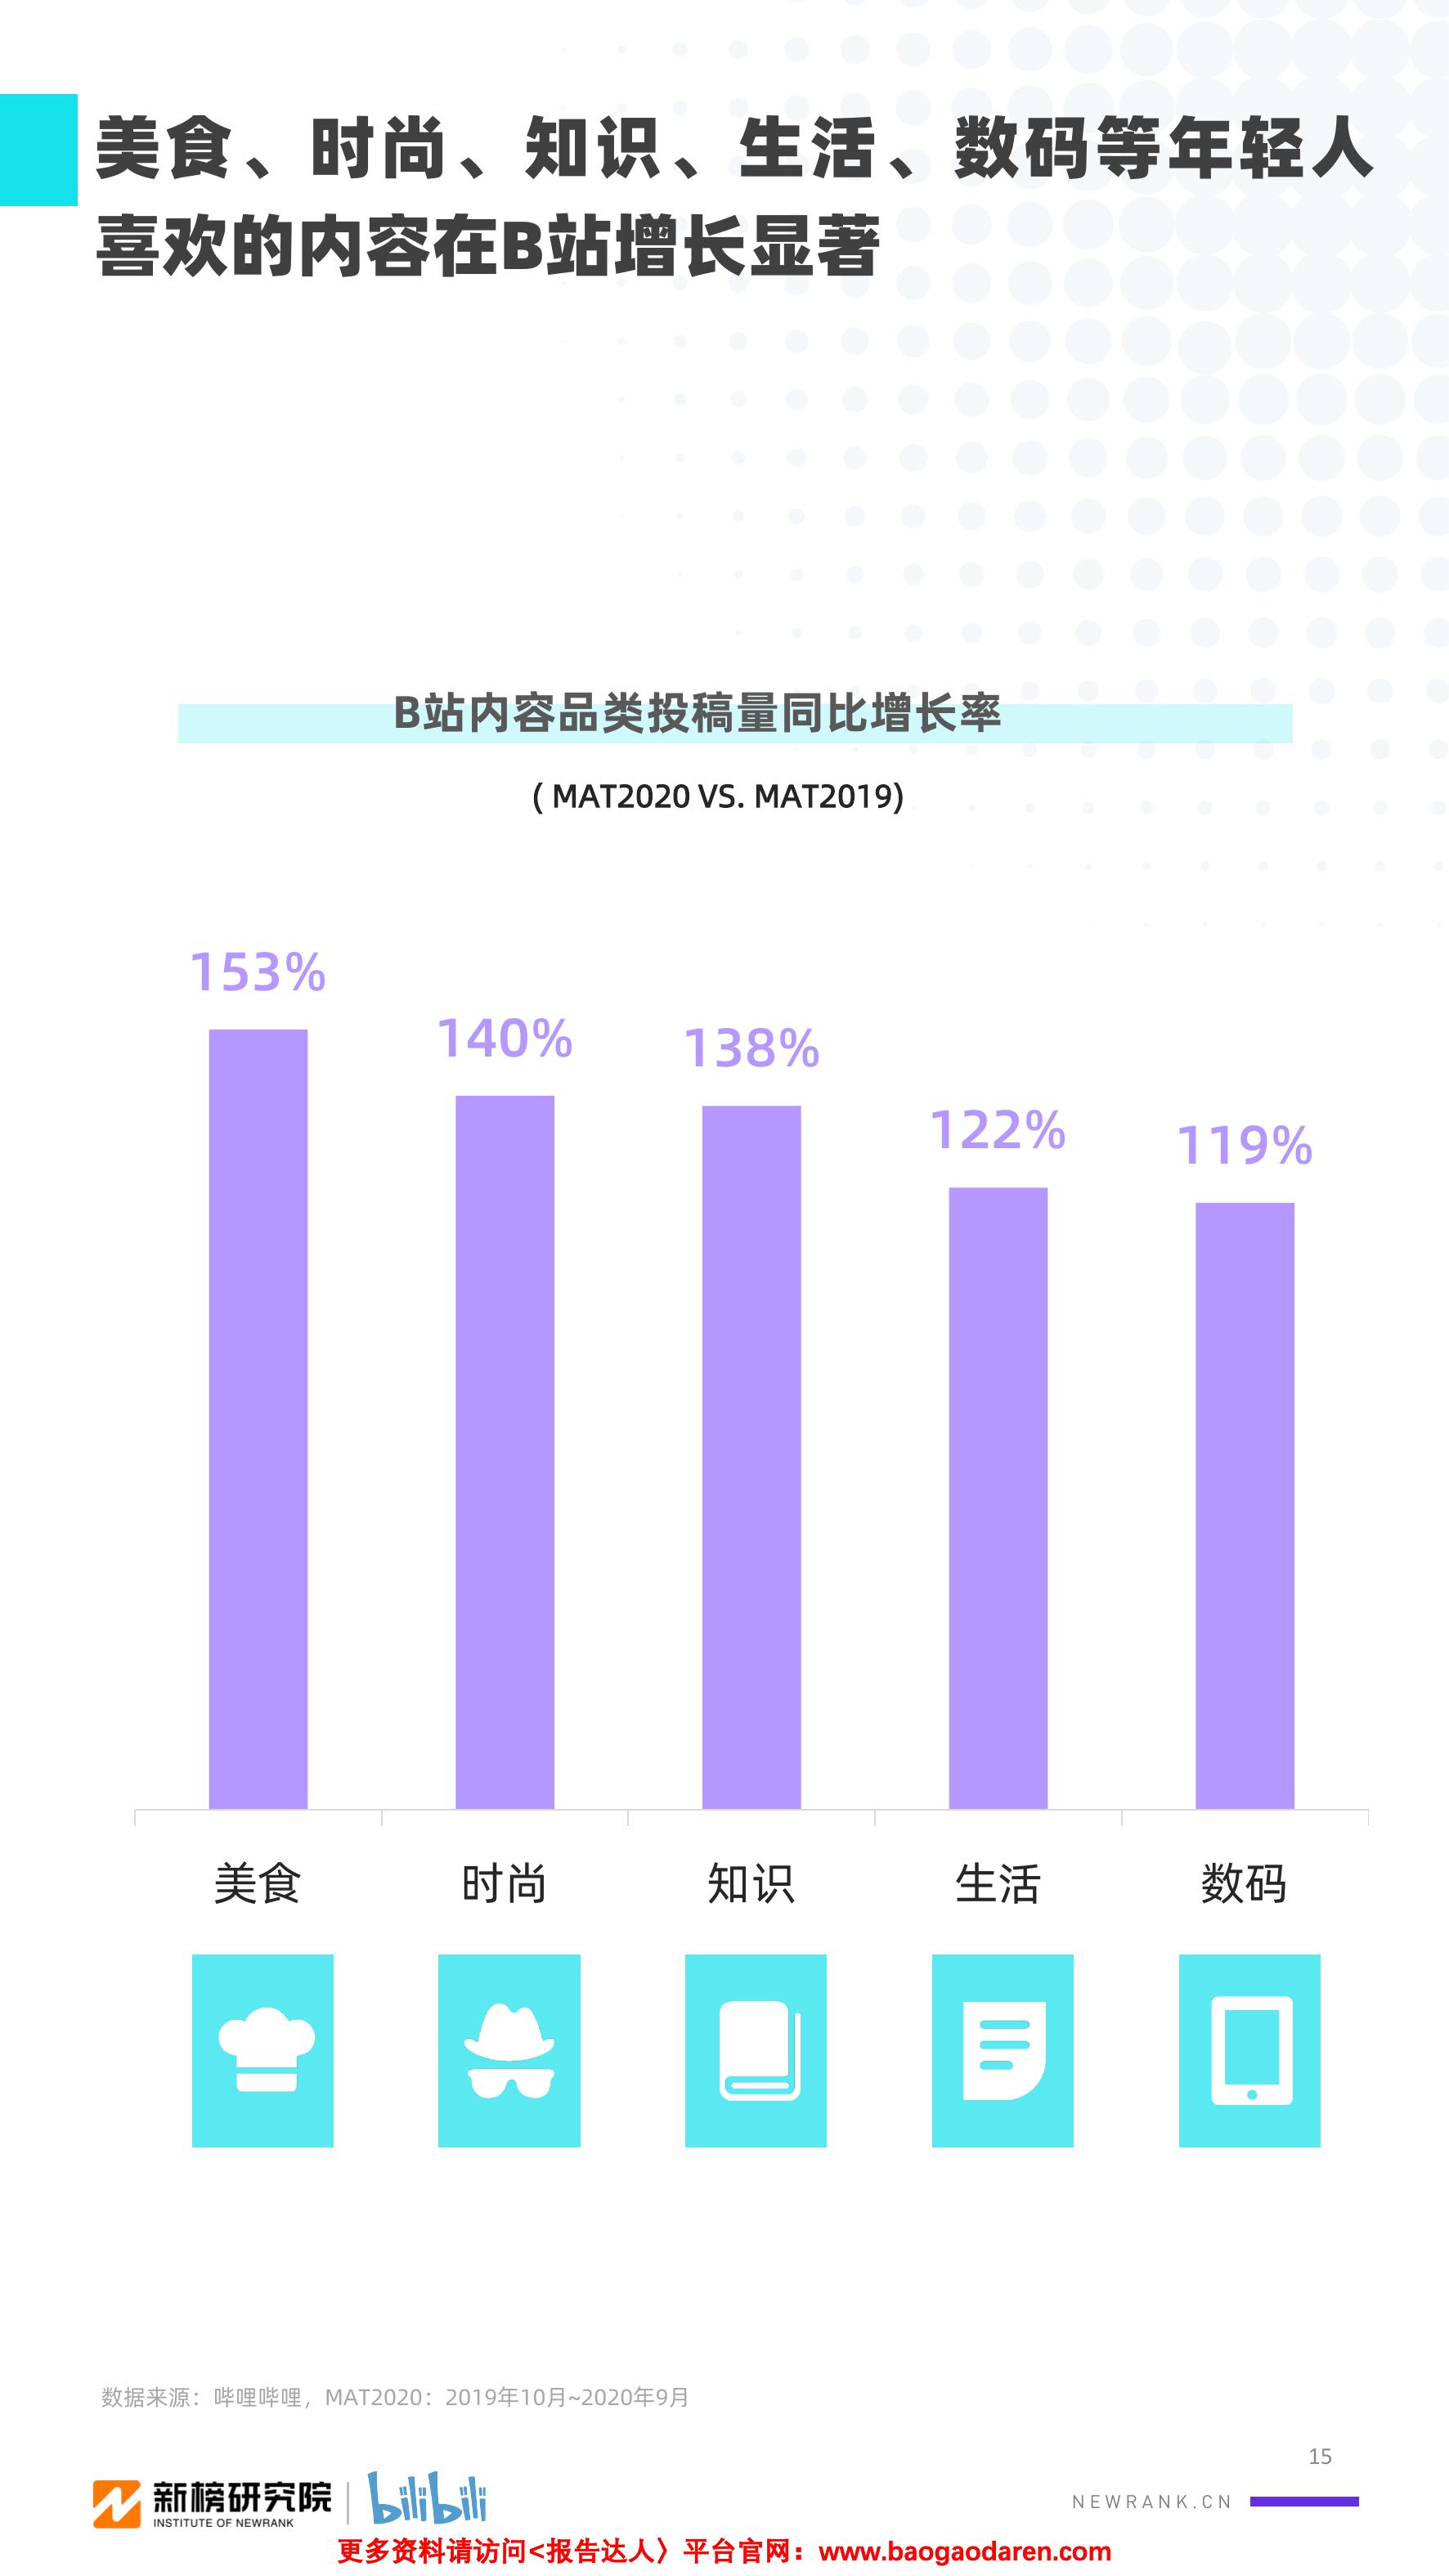 美食、时尚、知识、生活、数码等年轻人
喜欢的内容在B站增长显著
B站内容品类投稿量同比增长率
( MAT2020 VS. MAT2019)
153%
140%
138%
122%
119%
美食
时尚
知识
生活
数码
数据来源：哔哩哔哩，MAT2020：2019年10月~2020年9月
15
新榜研究院
INSTITUTE OF NEWRANK
bilibili
NEWRANK.CN
更多资料请访问<报告达人〉平台官网：www.baogaodaren.com